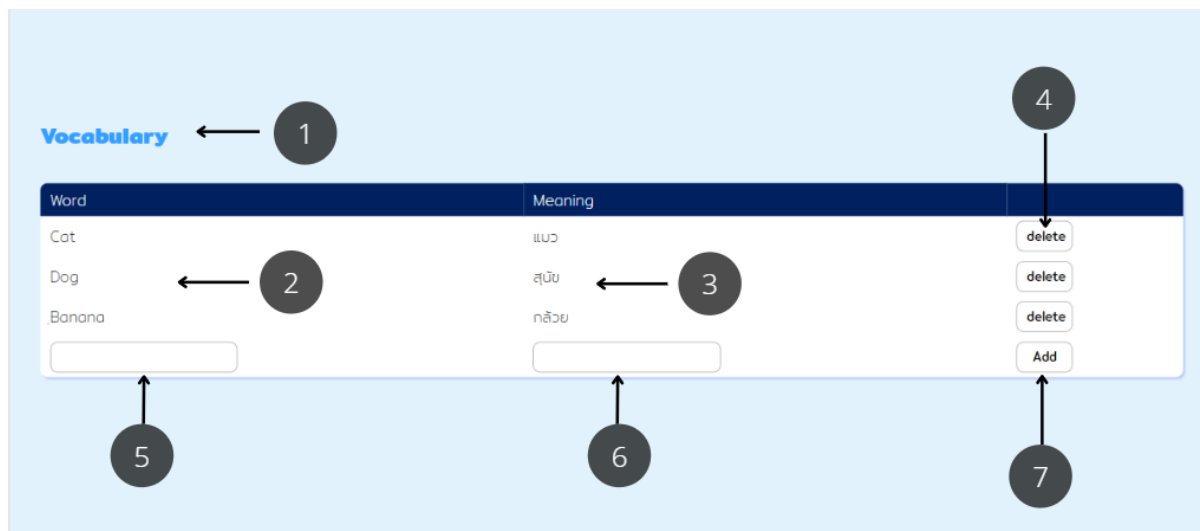 4
Vocabulary 1
Word Meaning
Cat แมว delete
Dog 2 สุนัข 3 delete
Banana กล้วย delete
Add
5 6 7